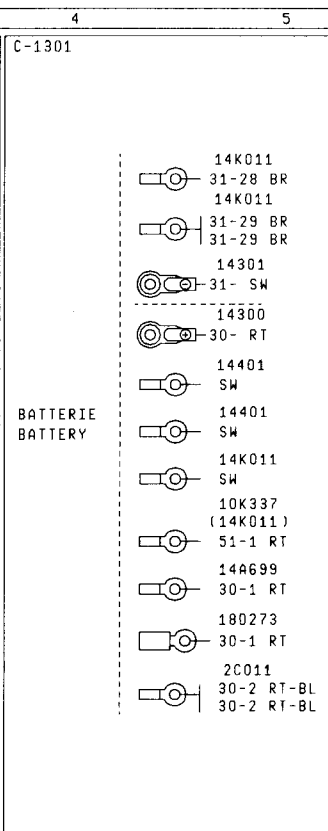 4 5
C-1301
14K011
31-28 BR
14K011
31-29 BR
31-29 BR
14301
31- SW
14300
30- RT
14401
SW
BATTERIE
BATTERY
14401
SW
14K011
SW
10K337
(14K011)
51-1 RT
14A699
30-1 RT
18D273
30-1 RT
2C011
30-2 RT-BL
30-2 RT-BL